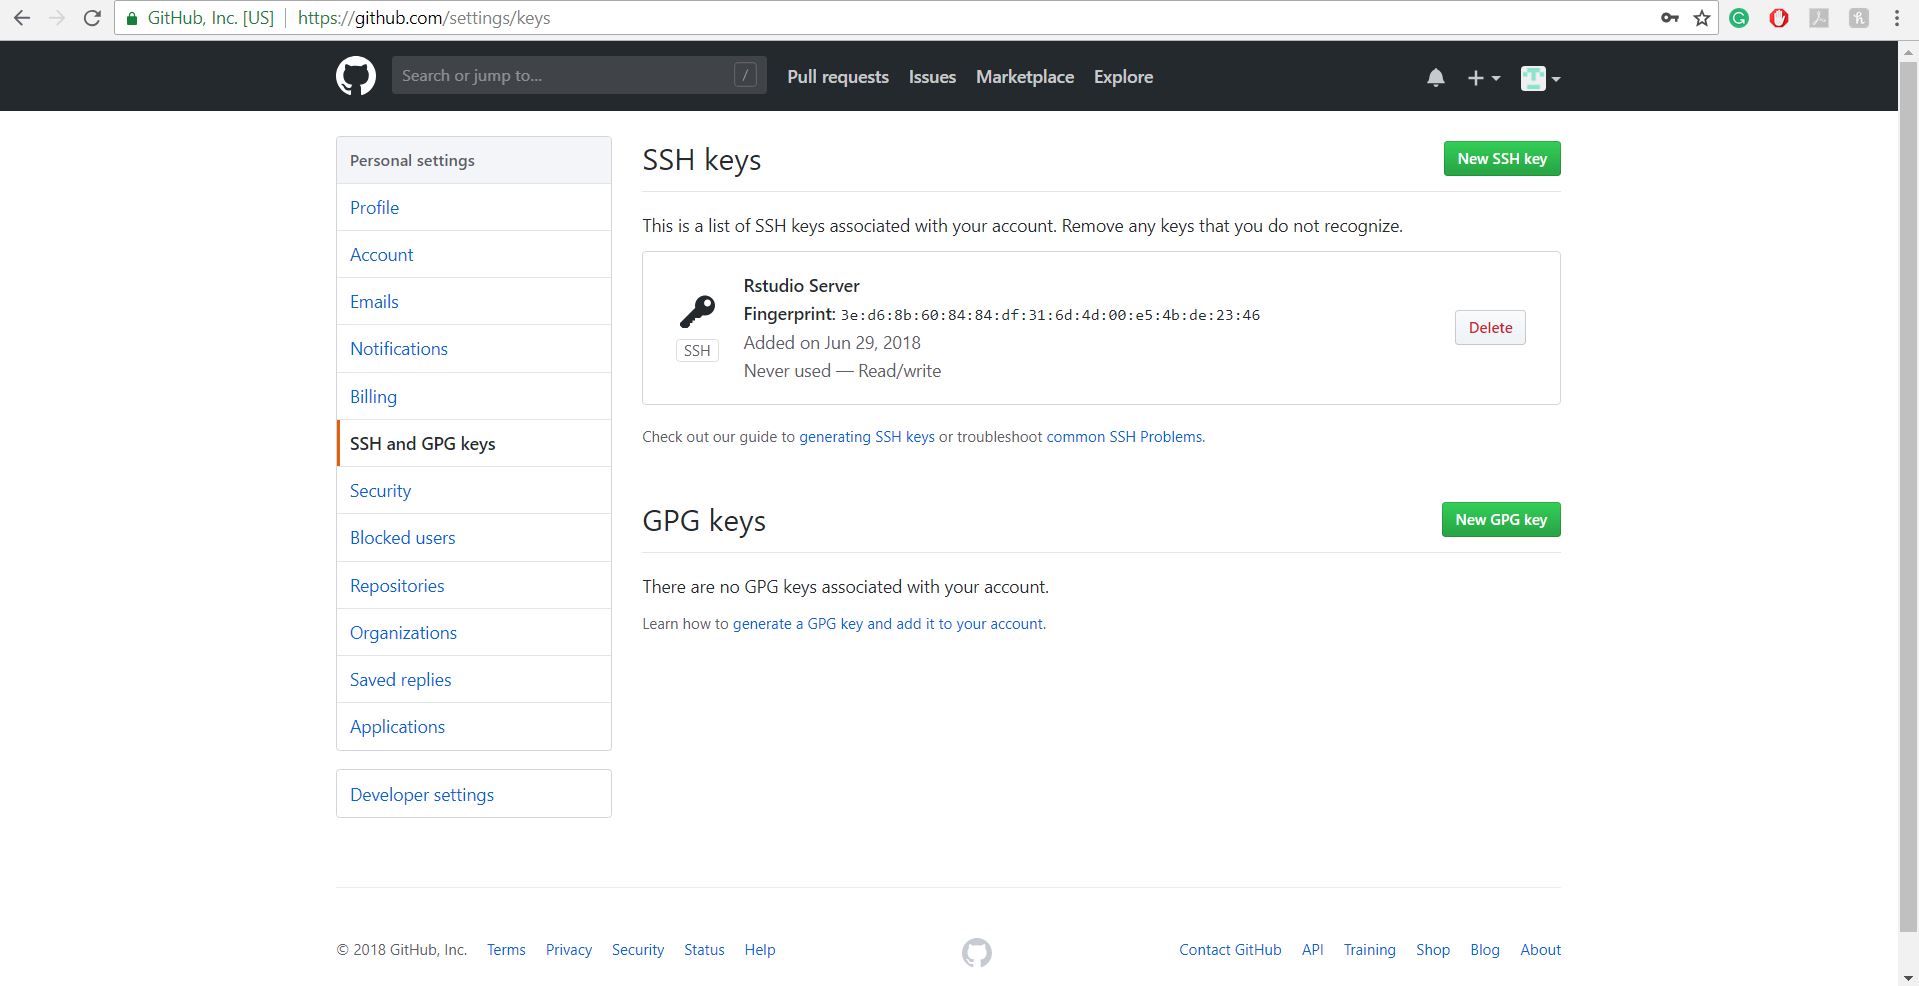 GitHub, Inc. [US] https://github.com/settings/keys
Search or jump to... /
Pull requests Issues Marketplace Explore
Personal settings
Profile
Account
Emails
Notifications
Billing
SSH and GPG keys
Security
Blocked users
Repositories
Organizations
Saved replies
Applications
Developer settings
SSH keys
New SSH key
This is a list of SSH keys associated with your account. Remove any keys that you do not recognize.
SSH
Rstudio Server
Fingerprint: 3e:d6:8b:60:84:84:df:31:6d:4d:00:e5:4b:de:23:46
Added on Jun 29, 2018
Never used — Read/write
Delete
Check out our guide to generating SSH keys or troubleshoot common SSH Problems.
GPG keys
New GPG key
There are no GPG keys associated with your account.
Learn how to generate a GPG key and add it to your account.
© 2018 GitHub, Inc. Terms Privacy Security Status Help
Contact GitHub API Training Shop Blog About